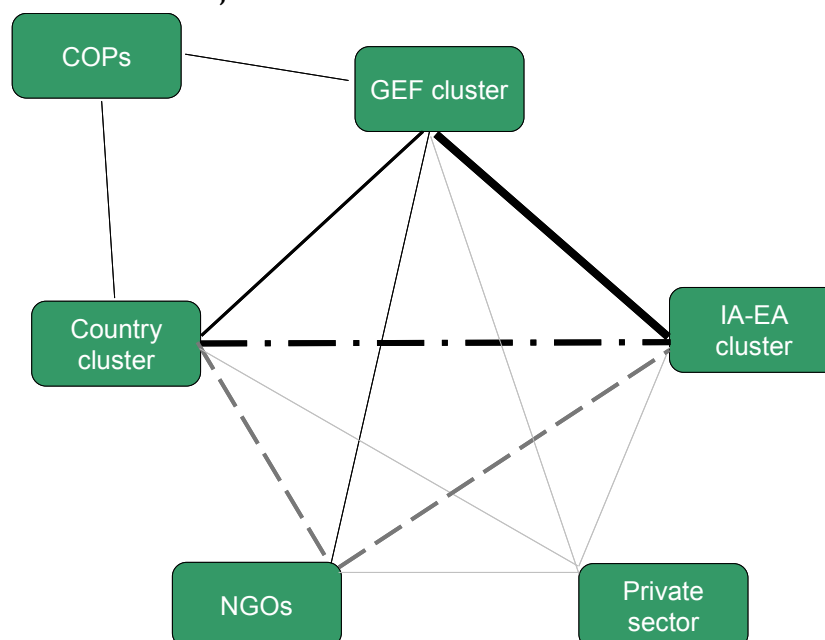 COPs
GEF cluster
Country
cluster
IA-EA
cluster
NGOs
Private
sector